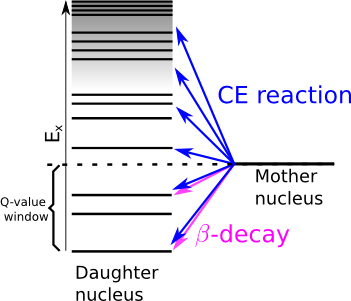 CE reaction
Ex
Mother
nucleus
Q-value
window
β-decay
Daughter
nucleus